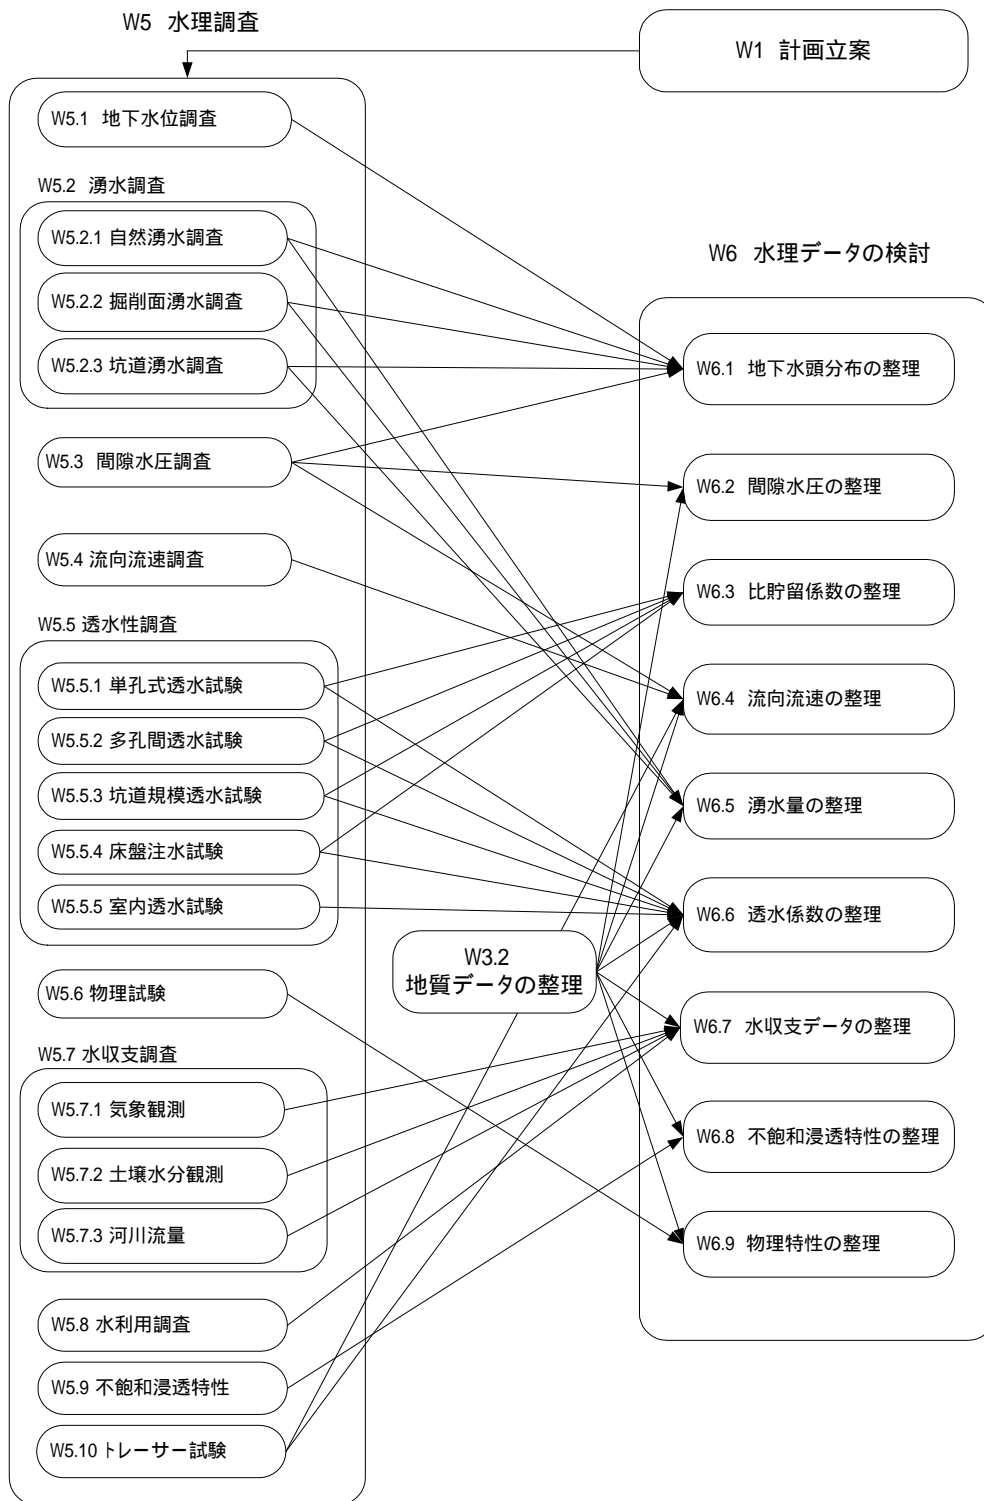 W5 水理調査
W1 計画立案
W5.1 地下水位調査
W5.2 湧水調査
W5.2.1 自然湧水調査
W5.2.2 掘削面湧水調査
W5.2.3 坑道湧水調査
W5.3 間隙水圧調査
W5.4 流向流速調査
W5.5 透水性調査
W5.5.1 単孔式透水試験
W5.5.2 多孔間透水試験
W5.5.3 坑道規模透水試験
W5.5.4 床盤注水試験
W5.5.5 室内透水試験
W5.6 物理試験
W5.7 水収支調査
W5.7.1 気象観測
W5.7.2 土壌水分観測
W5.7.3 河川流量
W5.8 水利用調査
W5.9 不飽和浸透特性
W5.10 トレーサー試験
W3.2
地質データの整理
W6 水理データの検討
W6.1 地下水頭分布の整理
W6.2 間隙水圧の整理
W6.3 比貯留係数の整理
W6.4 流向流速の整理
W6.5 湧水量の整理
W6.6 透水係数の整理
W6.7 水収支データの整理
W6.8 不飽和浸透特性の整理
W6.9 物理特性の整理